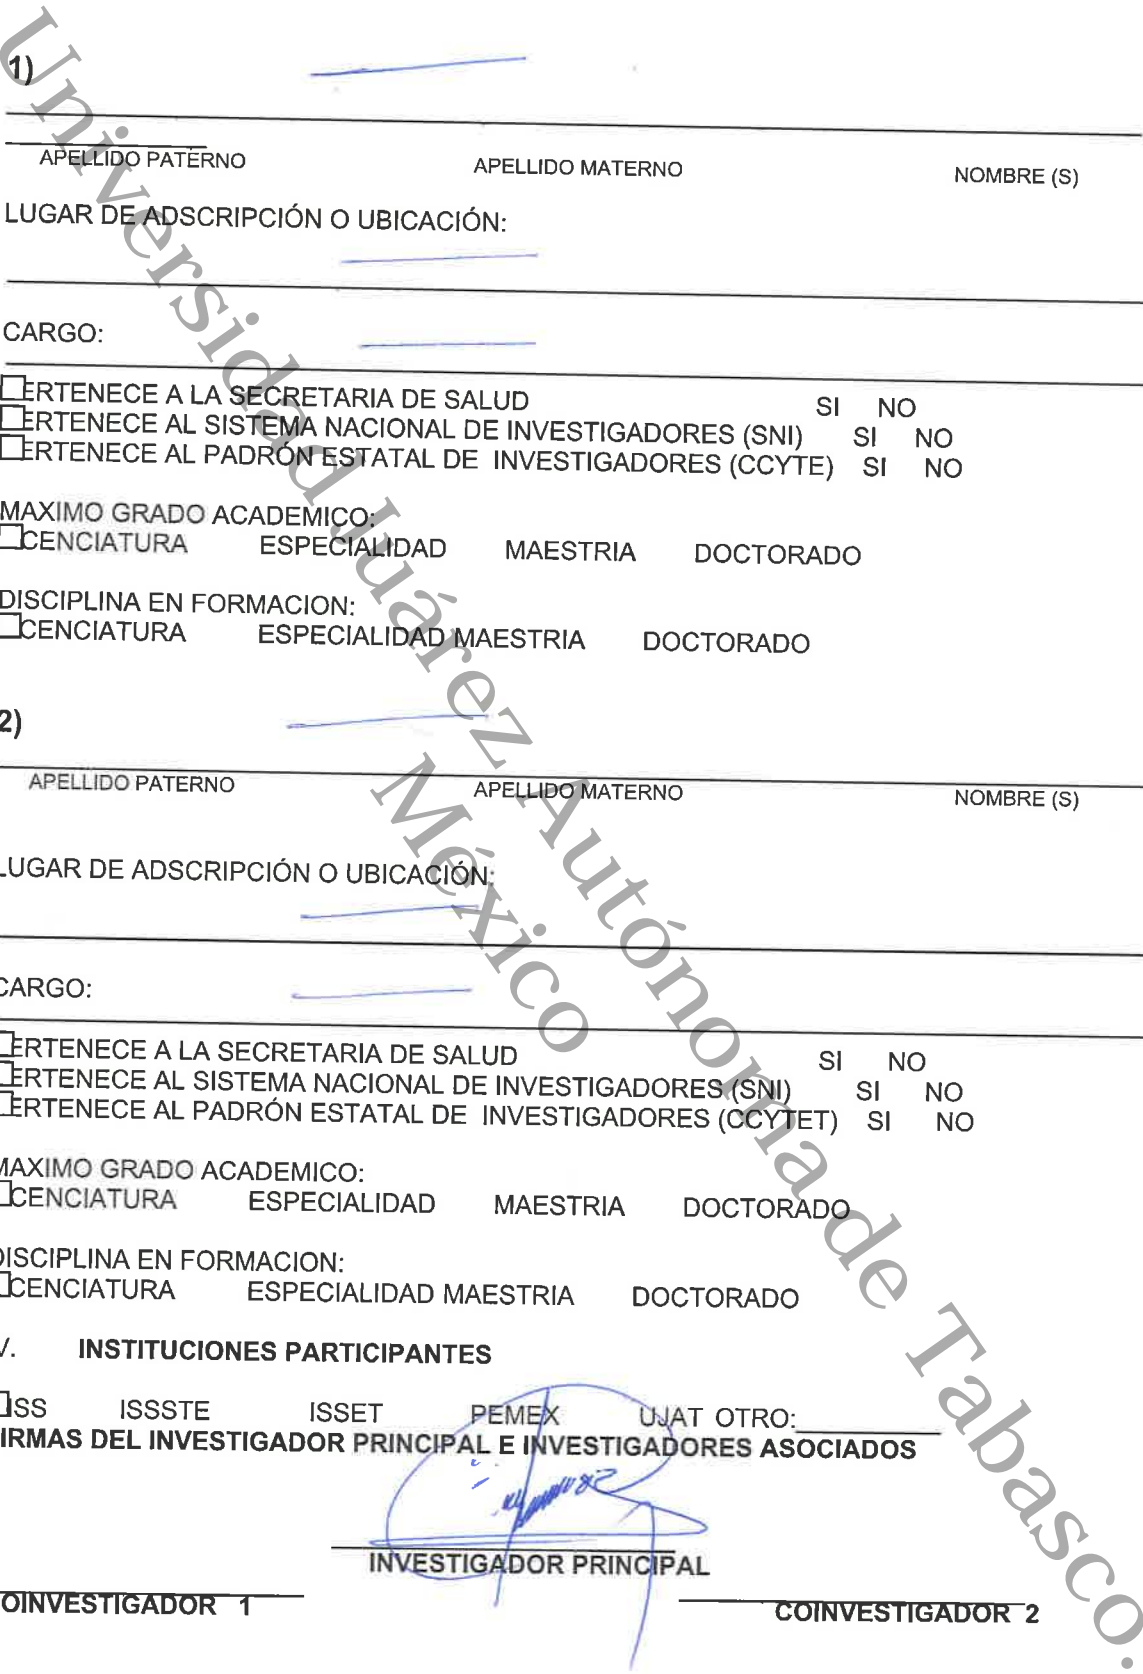 1)
APELLIDO PATERNO APELLIDO MATERNO NOMBRE (S)
LUGAR DE ADSCRIPCIÓN O UBICACIÓN:
CARGO:
ERTENECE A LA SECRETARIA DE SALUD SI NO
ERTENECE AL SISTEMA NACIONAL DE INVESTIGADORES (SNI) SI NO
ERTENECE AL PADRÓN ESTATAL DE INVESTIGADORES (CCYTE) SI NO
MAXIMO GRADO ACADEMICO:
CENCIATURA ESPECIALIDAD MAESTRIA DOCTORADO
DISCIPLINA EN FORMACION:
CENCIATURA ESPECIALIDAD MAESTRIA DOCTORADO
2)
APELLIDO PATERNO APELLIDO MATERNO NOMBRE (S)
LUGAR DE ADSCRIPCIÓN O UBICACIÓN:
CARGO:
ERTENECE A LA SECRETARIA DE SALUD SI NO
ERTENECE AL SISTEMA NACIONAL DE INVESTIGADORES (SNI) SI NO
ERTENECE AL PADRÓN ESTATAL DE INVESTIGADORES (CCYTET) SI NO
MAXIMO GRADO ACADEMICO:
CENCIATURA ESPECIALIDAD MAESTRIA DOCTORADO
DISCIPLINA EN FORMACION:
CENCIATURA ESPECIALIDAD MAESTRIA DOCTORADO
V. INSTITUCIONES PARTICIPANTES
ISS ISSSTE ISSET PEMEX UJAT OTRO:
IRMAS DEL INVESTIGADOR PRINCIPAL E INVESTIGADORES ASOCIADOS
INVESTIGADOR PRINCIPAL
OINVESTIGADOR 1 COINVESTIGADOR 2
Universidad Juárez Autónoma de Tabasco.
México